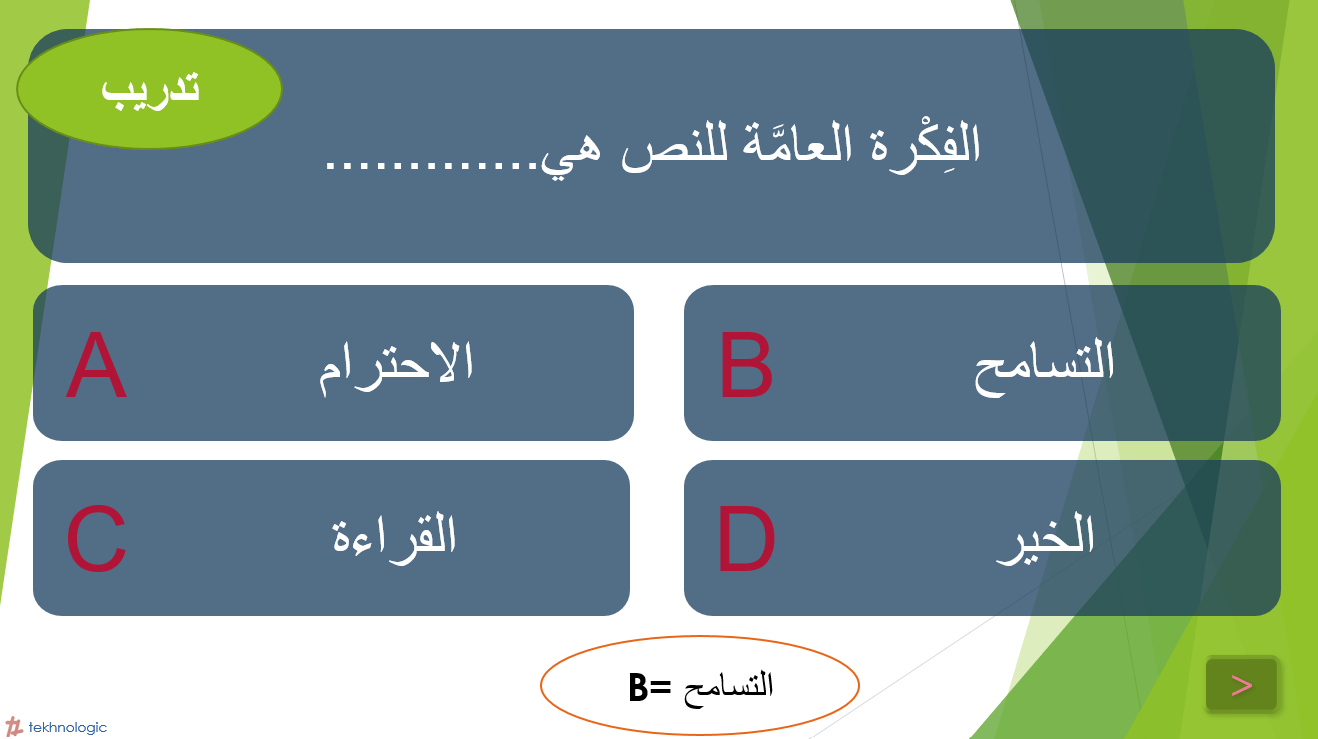 تدريب
الفِكْرة العامَّة للنص هي.............
A
الاحترام
B
التسامح
C
القراءة
D
الخير
B= التسامح
>
tekhnologic